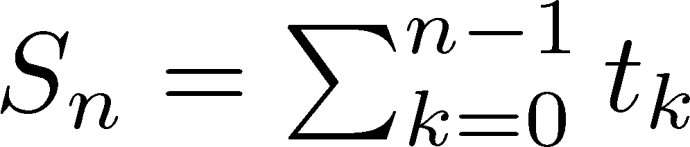 $S_n = \sum_{k=0}^{n-1} t_k$